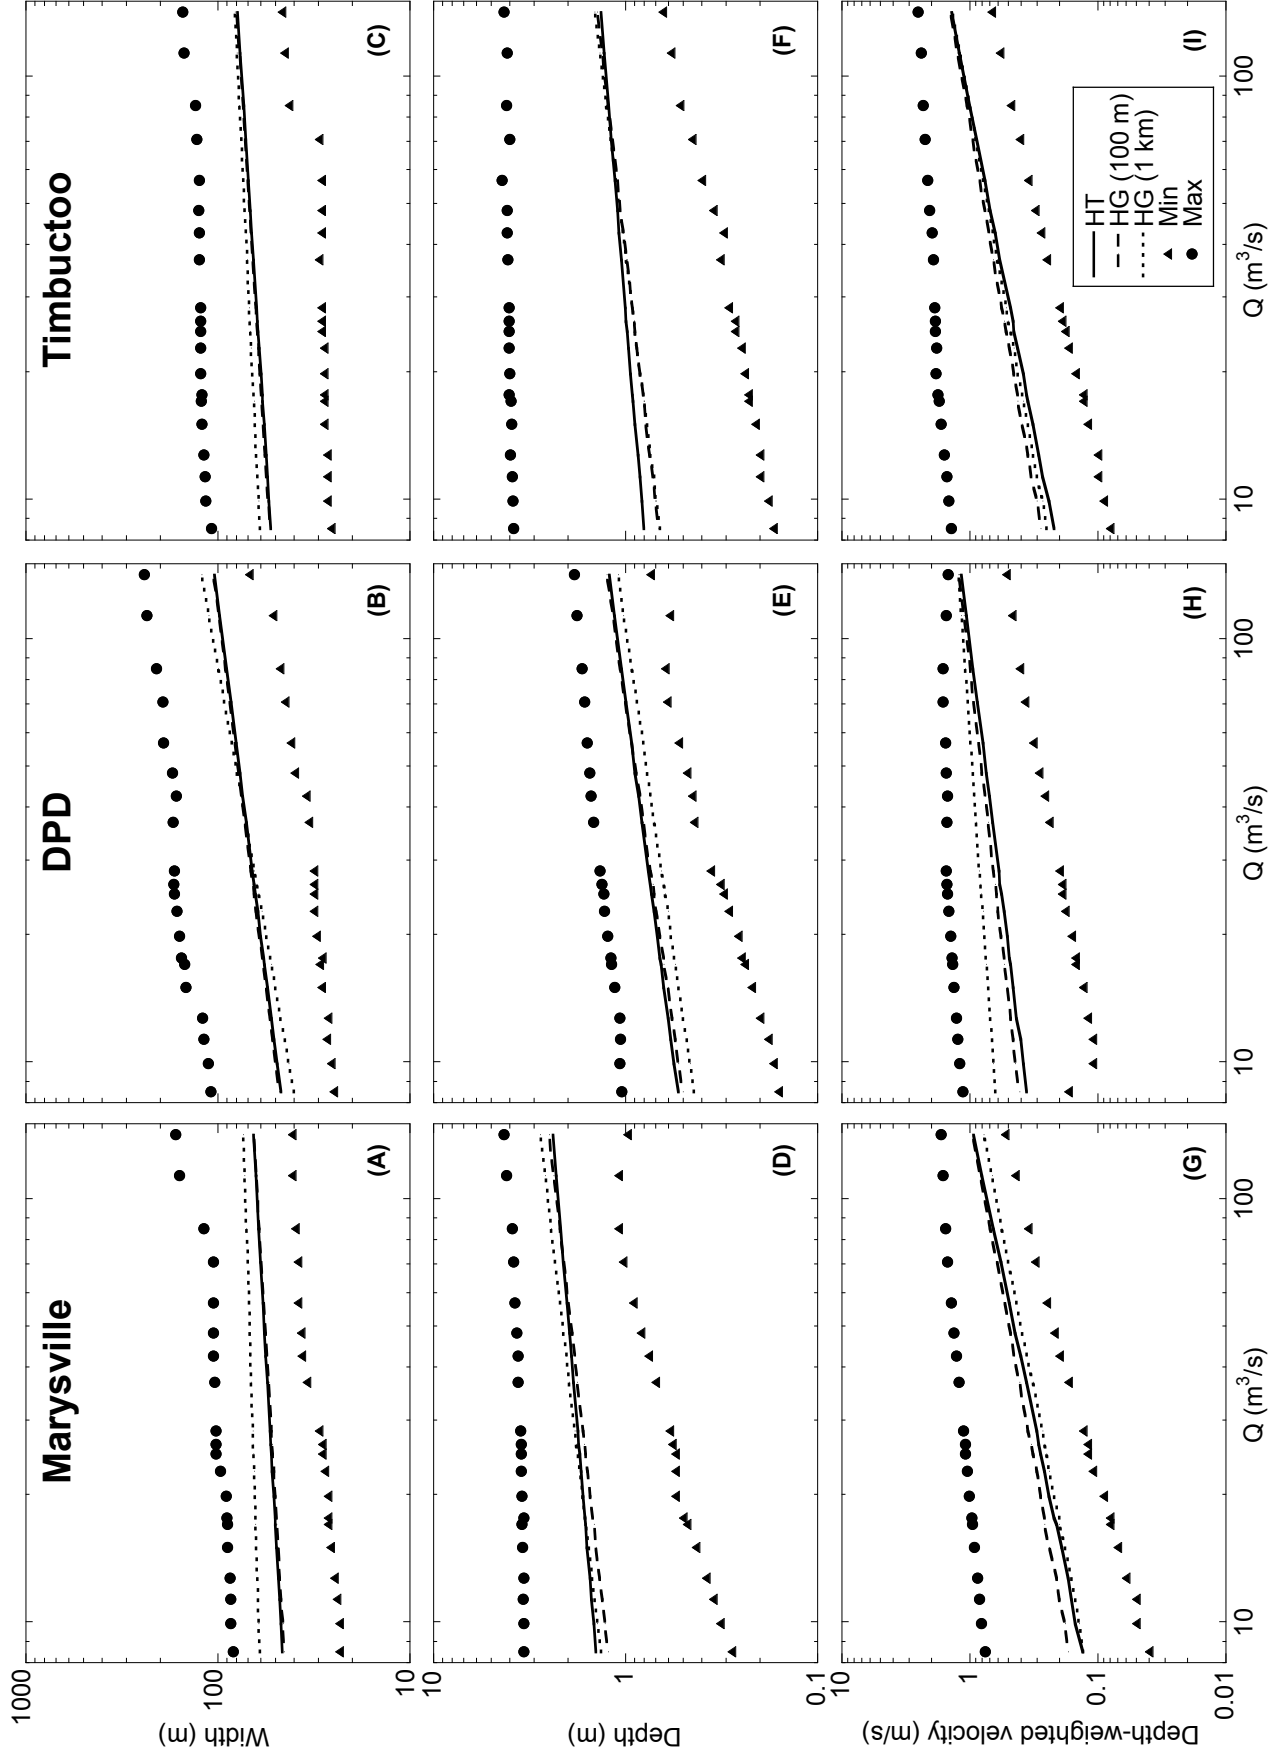 Marysville DPD Timbuctoo
1000
100
10
Width (m)
(A) (B) (C)
10
1
0.1
Depth (m)
(D) (E) (F)
10
1
0.1
0.01
Depth-weighted velocity (m/s)
(G) (H) (I)
HT
HG (100 m)
HG (1 km)
Min
Max
10 100 10 100 10 100
Q (m³/s) Q (m³/s) Q (m³/s)